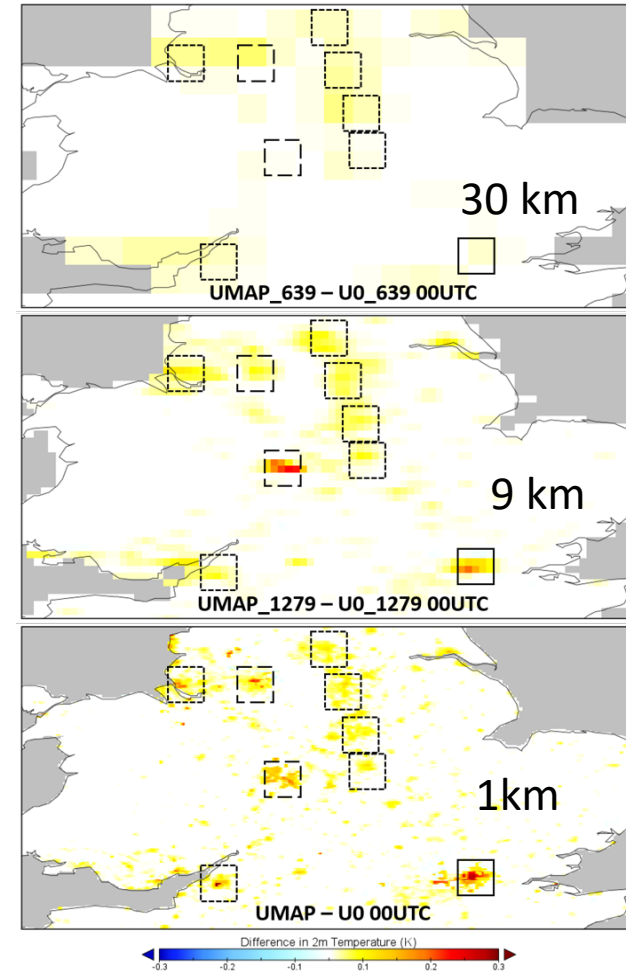 30 km
UMAP_639 – U0_639 00UTC
9 km
UMAP_1279 – U0_1279 00UTC
1km
UMAP – U0 00UTC
Difference in 2m Temperature (K)
-0.3 -0.2 -0.1 0.1 0.2 0.3